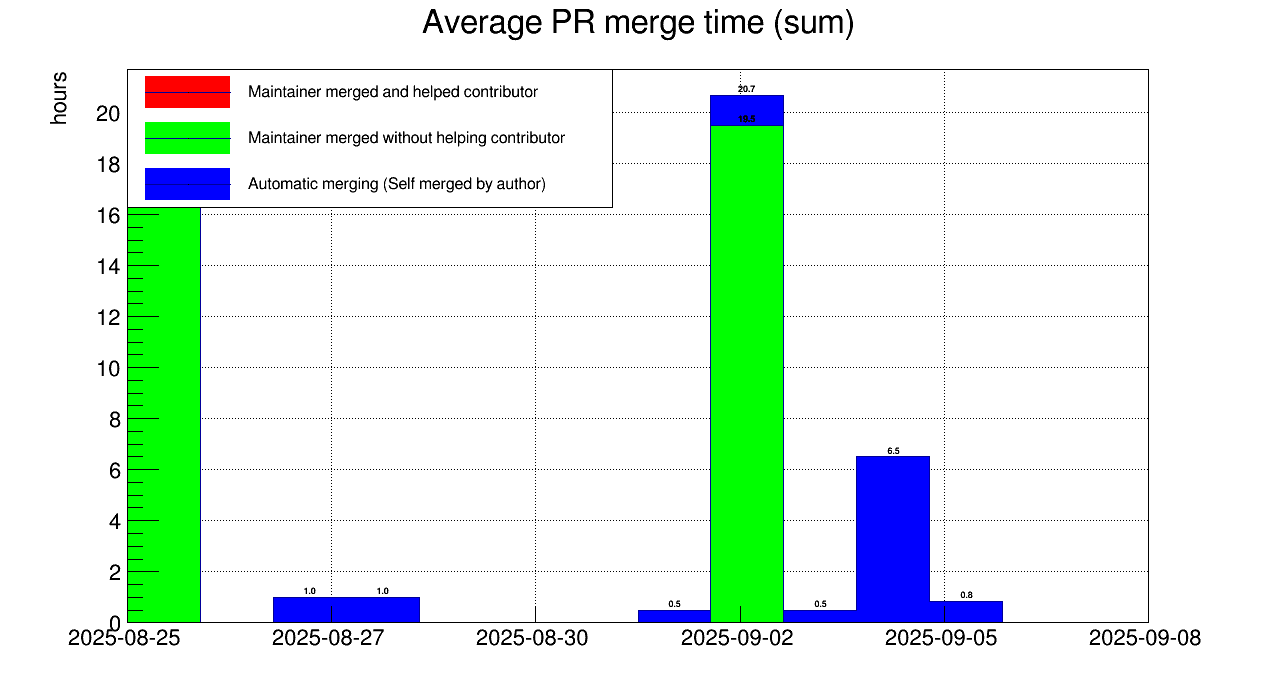 Average PR merge time (sum)
hours
Maintainer merged and helped contributor
Maintainer merged without helping contributor
Automatic merging (Self merged by author)
20
18
16
14
12
10
8
6
4
2
0
20.7
6.5
1.0 1.0
0.5 0.5 0.8
2025-08-25 2025-08-27 2025-08-30 2025-09-02 2025-09-05 2025-09-08